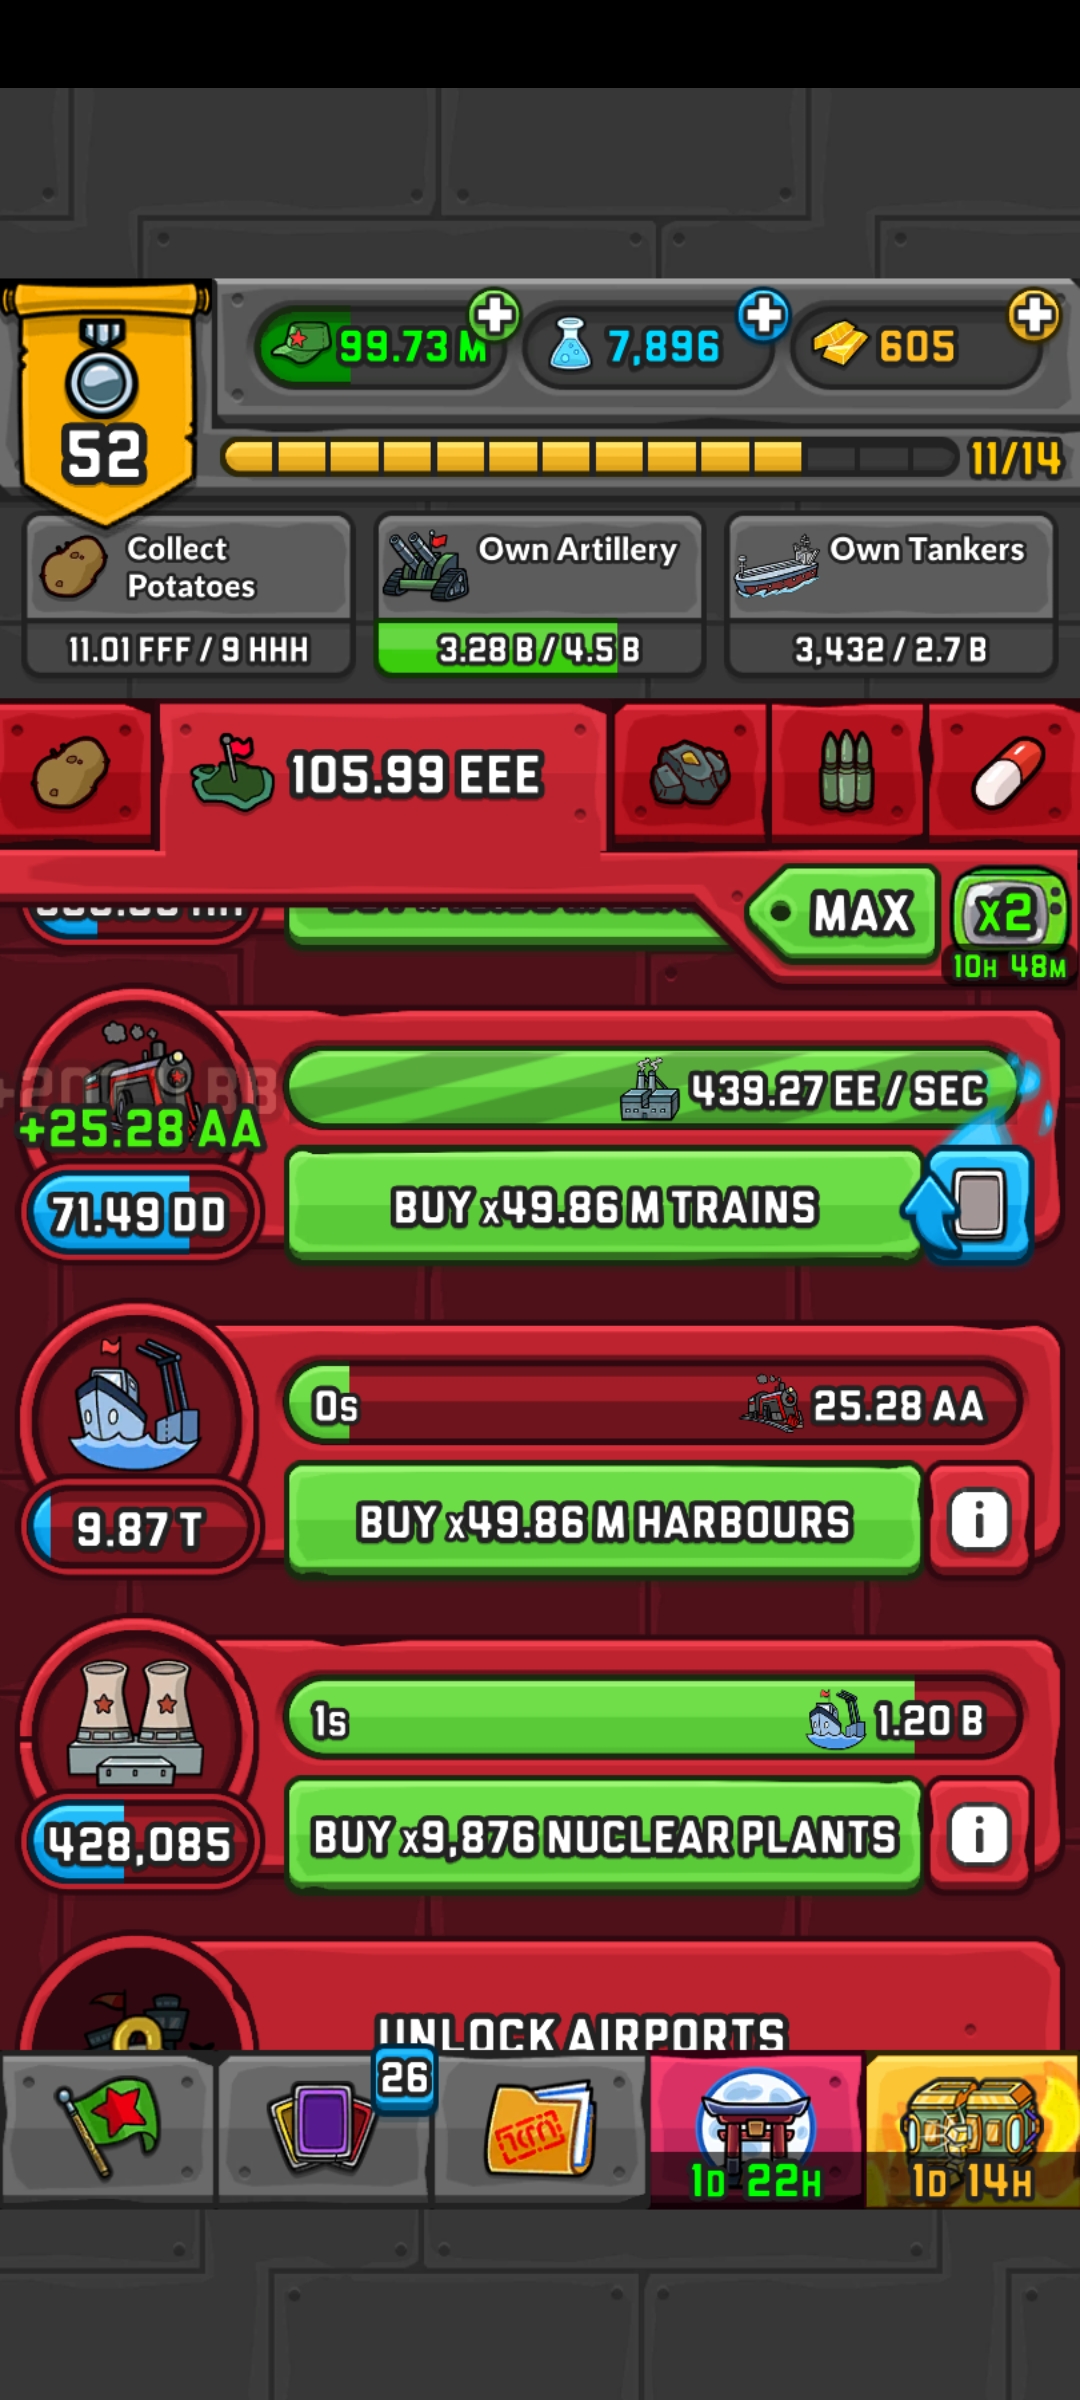 99.73 M
7,896
605
52
11/14
Collect
Potatoes
Own Artillery
Own Tankers
11.01 FFF / 9 HHH
3.28 B / 4.5 B
3,432 / 2.7 B
105.99 EEE
MAX
x2
10H 48M
439.27 EE / SEC
+25.28 AA
71.49 DD
BUY x49.86 M TRAINS
0s
25.28 AA
9.87 T
BUY x49.86 M HARBOURS
i
1s
1.20 B
428,085
BUY x9,876 NUCLEAR PLANTS
i
UNLOCK AIRPORTS
26
1D 22H
1D 14H